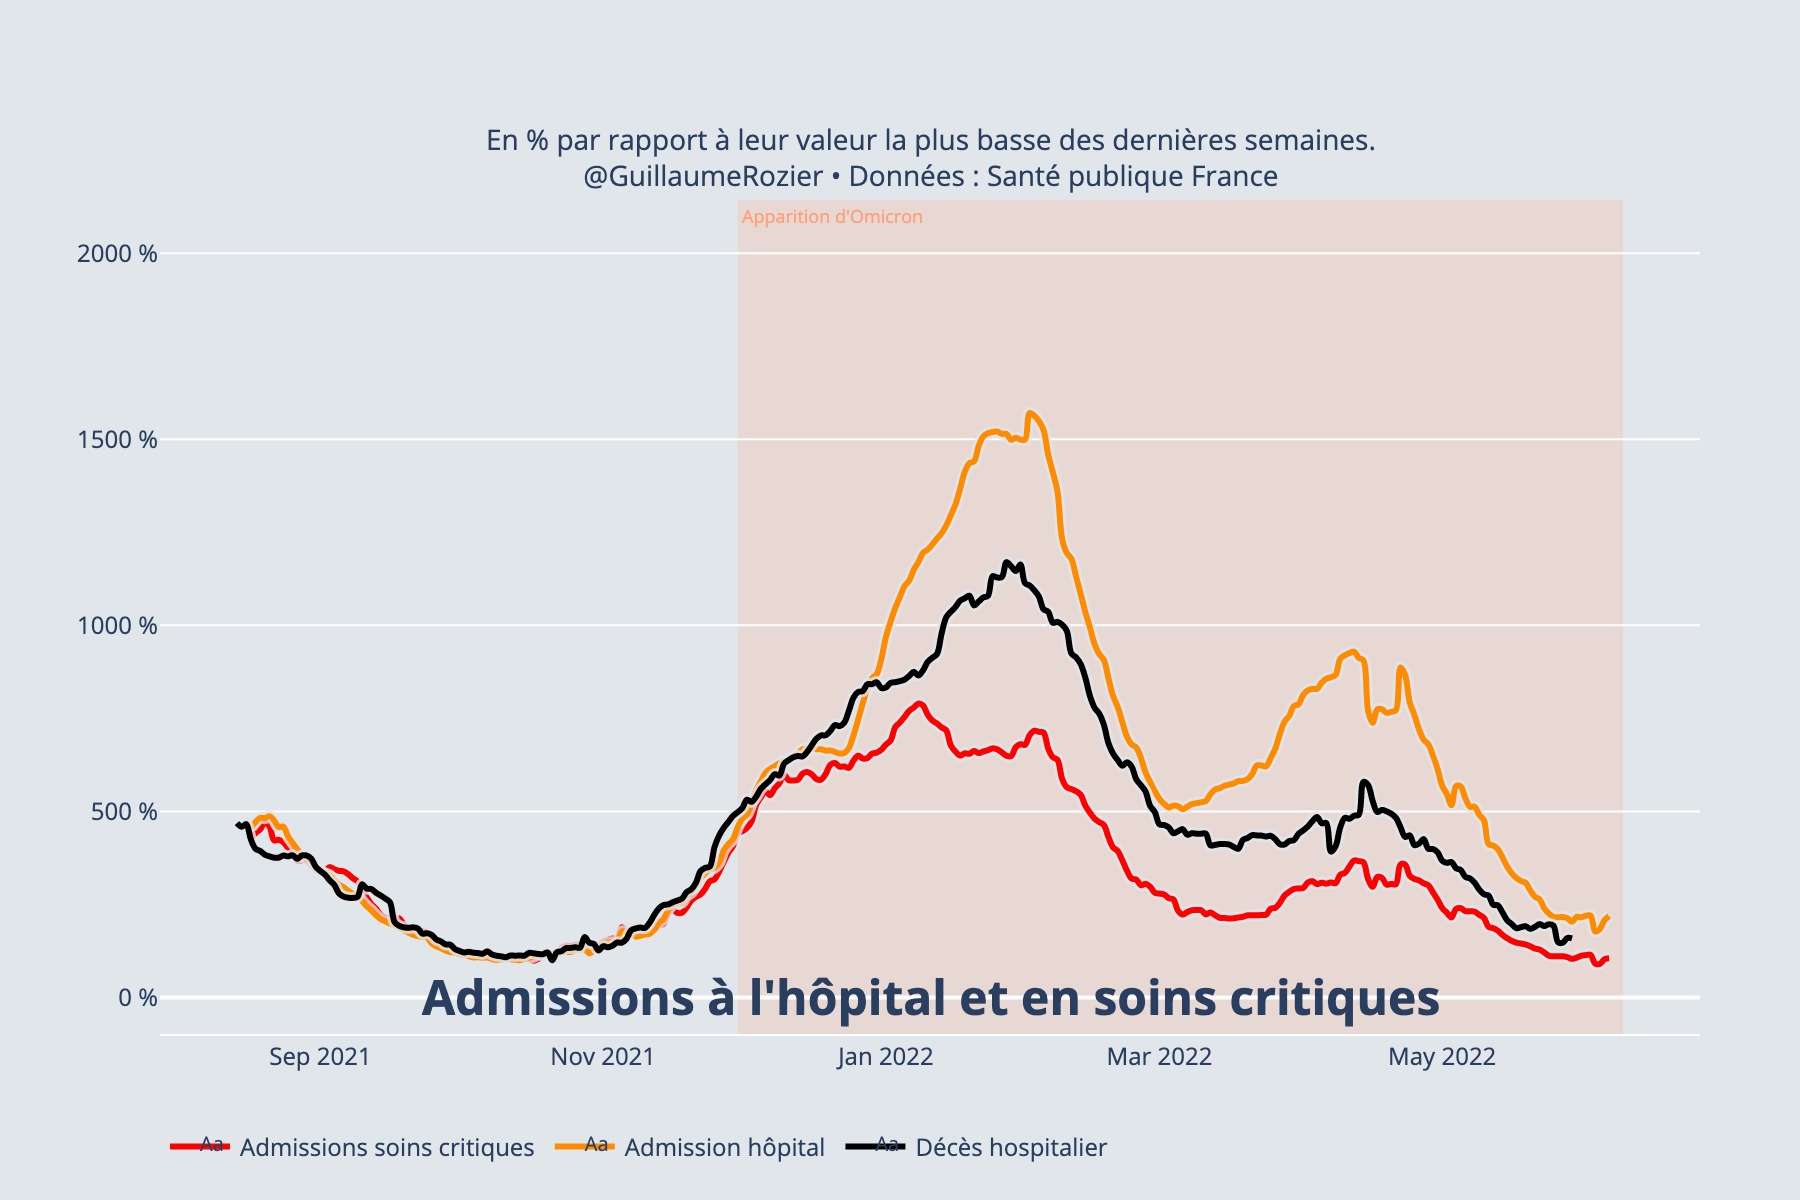 En % par rapport à leur valeur la plus basse des dernières semaines.
@GuillaumeRozier • Données : Santé publique France
Apparition d'Omicron
2000 %
1500 %
1000 %
500 %
0 %
Admissions à l'hôpital et en soins critiques
Sep 2021
Nov 2021
Jan 2022
Mar 2022
May 2022
Aa Admissions soins critiques
Aa Admission hôpital
Aa Décès hospitalier